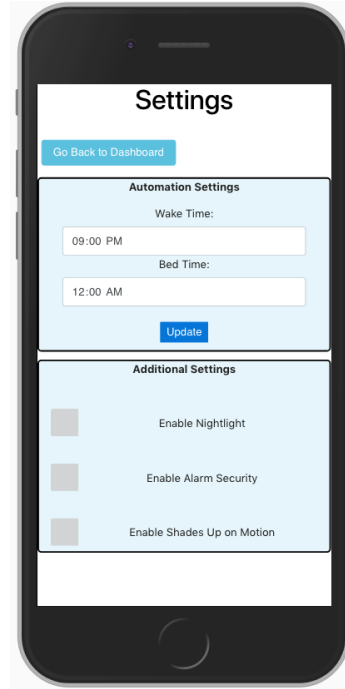 Settings
Go Back to Dashboard
Automation Settings
Wake Time:
09:00 PM
Bed Time:
12:00 AM
Update
Additional Settings
Enable Nightlight
Enable Alarm Security
Enable Shades Up on Motion